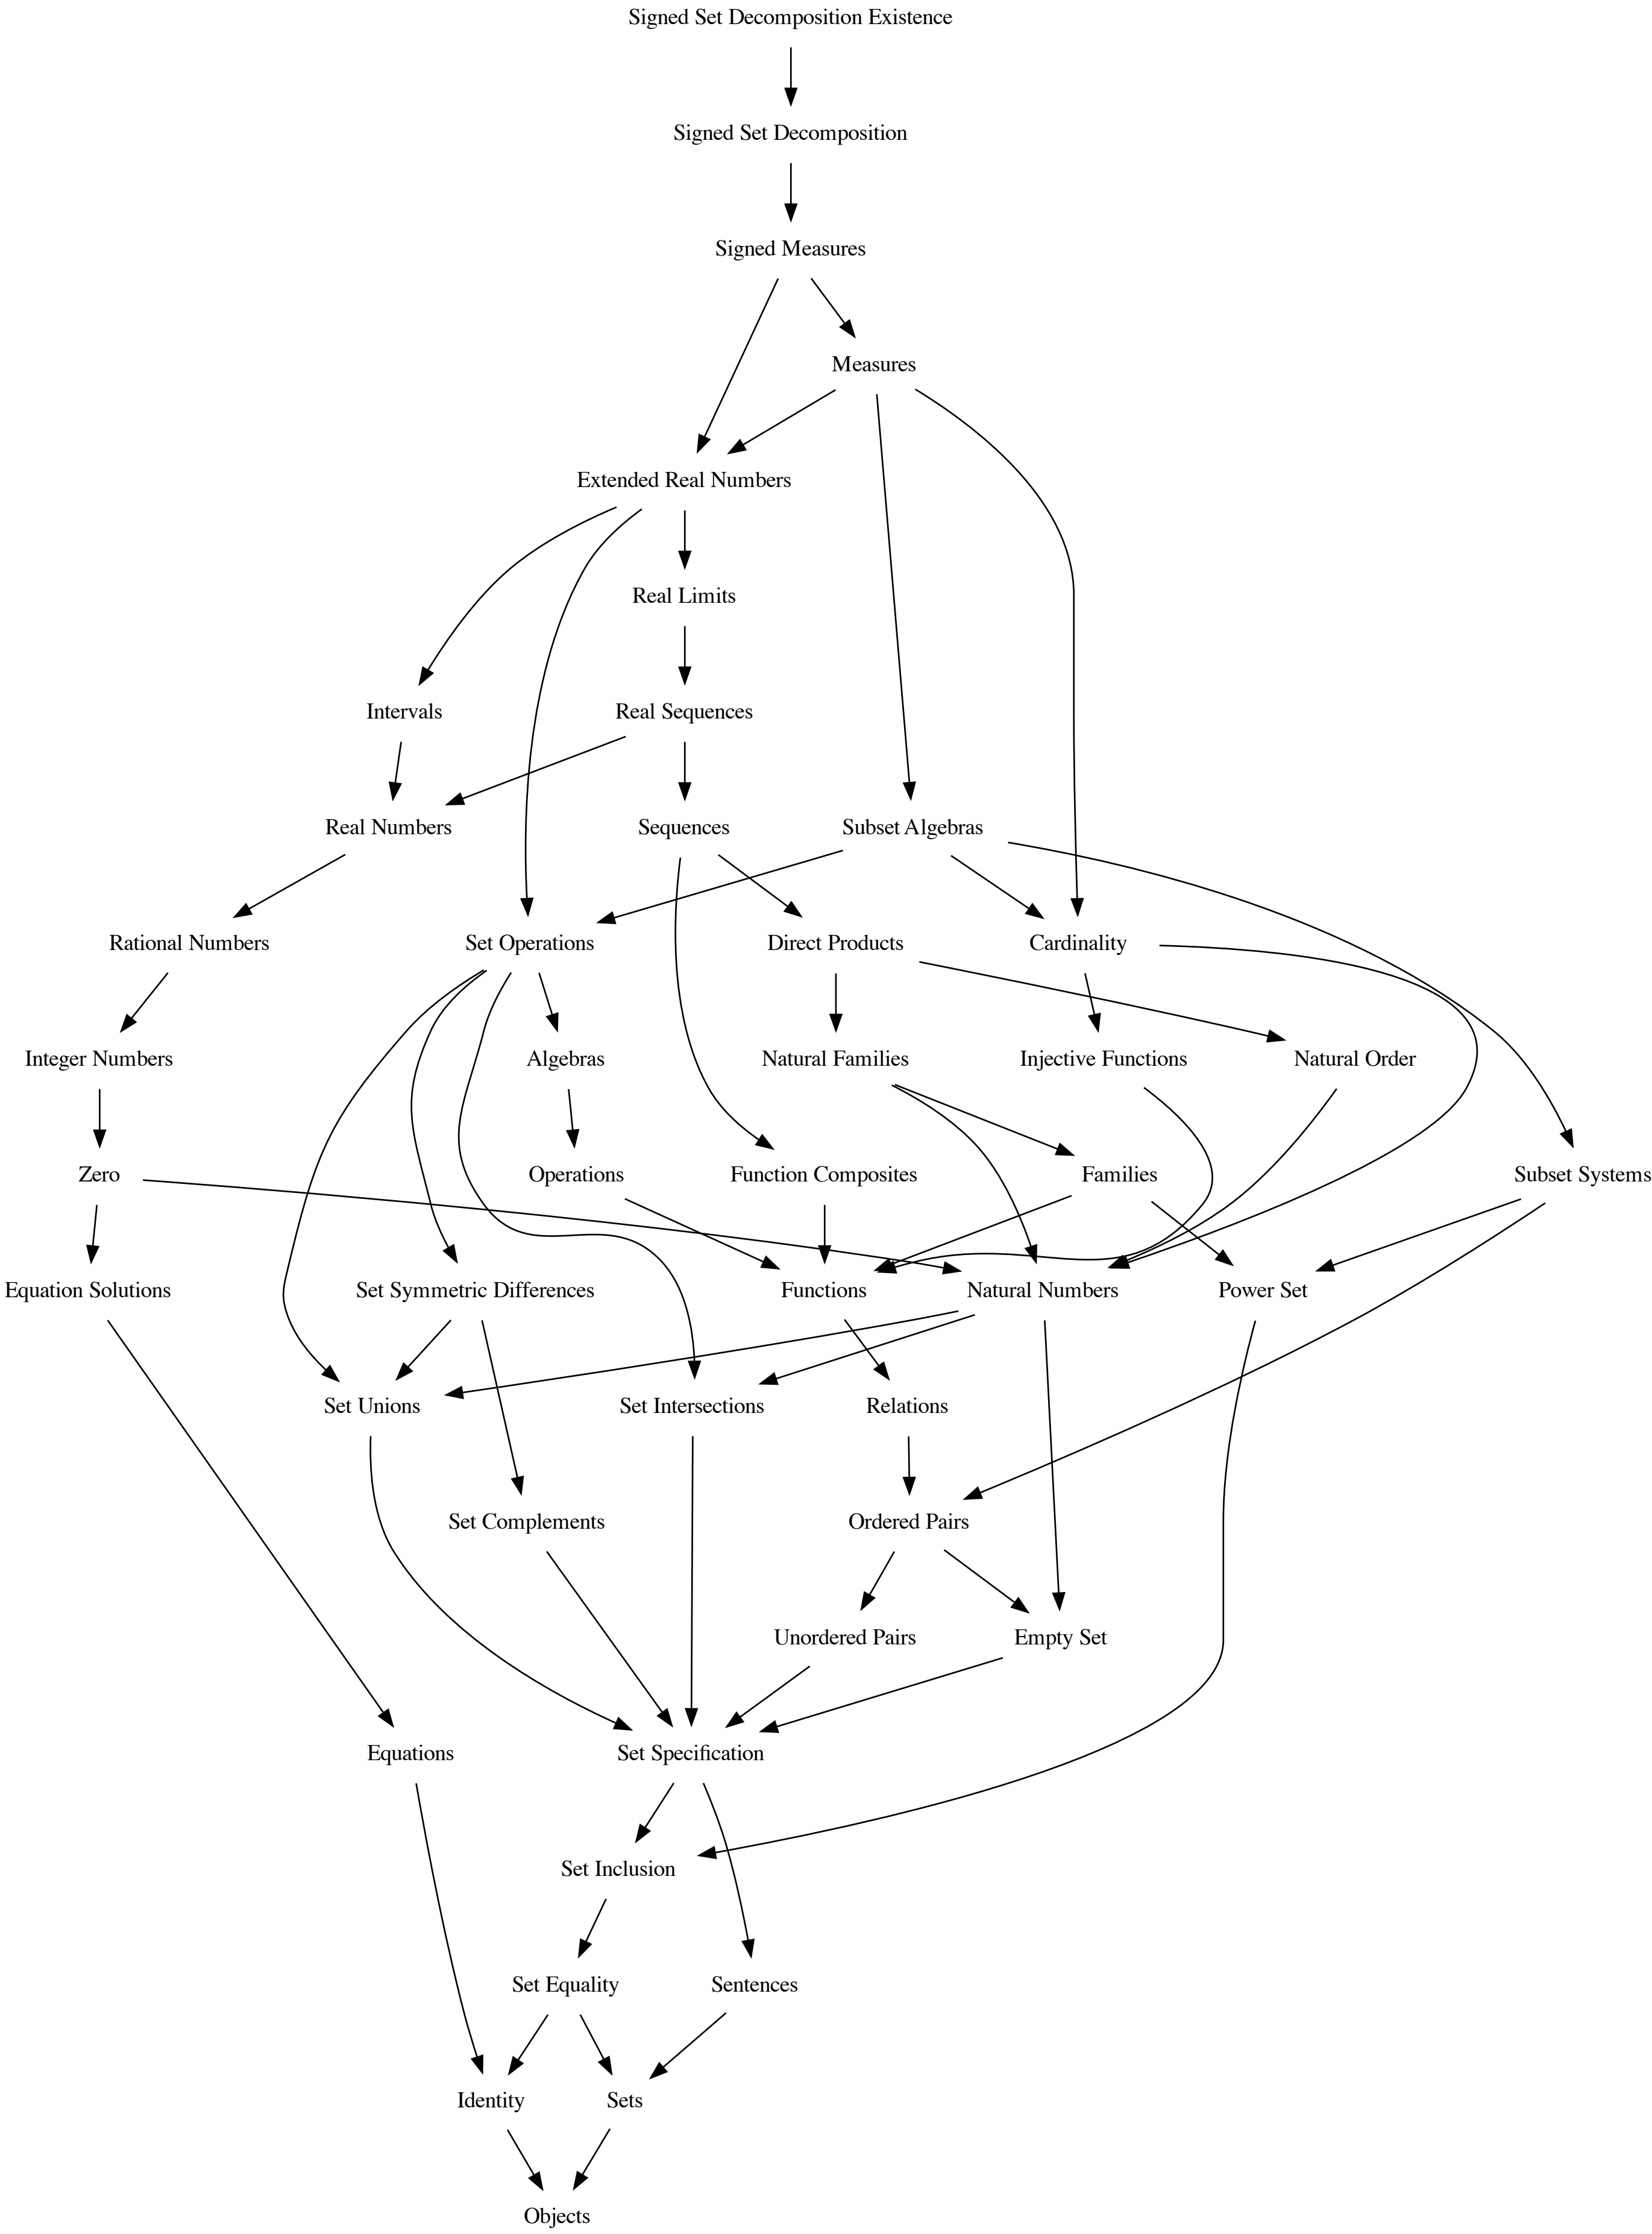 Signed Set Decomposition Existence
Signed Set Decomposition
Signed Measures
Measures
Extended Real Numbers
Real Limits
Intervals
Real Sequences
Real Numbers
Sequences
Subset Algebras
Rational Numbers
Set Operations
Direct Products
Cardinality
Integer Numbers
Algebras
Natural Families
Injective Functions
Natural Order
Zero
Operations
Function Composites
Families
Subset Systems
Equation Solutions
Set Symmetric Differences
Functions
Natural Numbers
Power Set
Set Unions
Set Intersections
Relations
Set Complements
Ordered Pairs
Unordered Pairs
Empty Set
Equations
Set Specification
Set Inclusion
Set Equality
Sentences
Identity
Sets
Objects